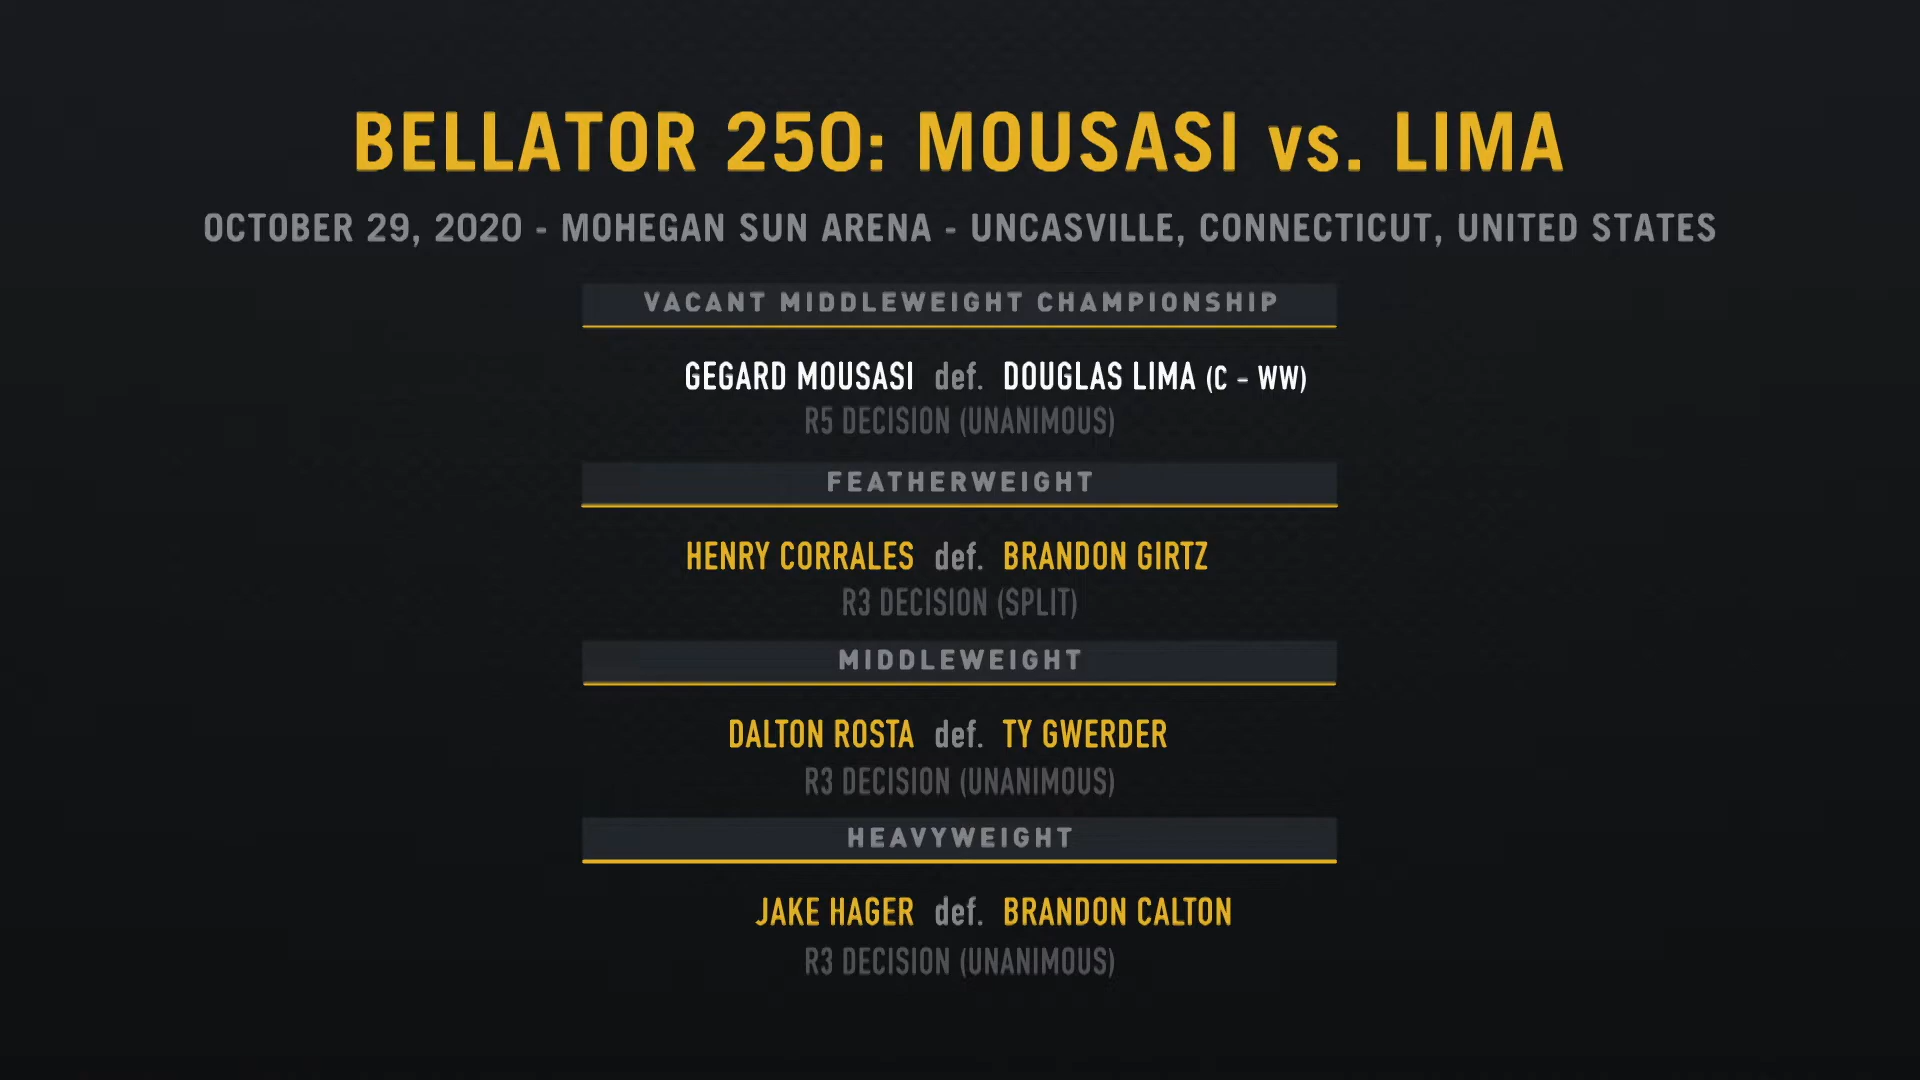 BELLATOR 250: MOUSASI vs. LIMA
OCTOBER 29, 2020 - MOHEGAN SUN ARENA - UNCASVILLE, CONNECTICUT, UNITED STATES
VACANT MIDDLEWEIGHT CHAMPIONSHIP
GEGARD MOUSASI def. DOUGLAS LIMA (C - WW)
R5 DECISION (UNANIMOUS)
FEATHERWEIGHT
HENRY CORRALES def. BRANDON GIRTZ
R3 DECISION (SPLIT)
MIDDLEWEIGHT
DALTON ROSTA def. TY GWERDER
R3 DECISION (UNANIMOUS)
HEAVYWEIGHT
JAKE HAGER def. BRANDON CALTON
R3 DECISION (UNANIMOUS)